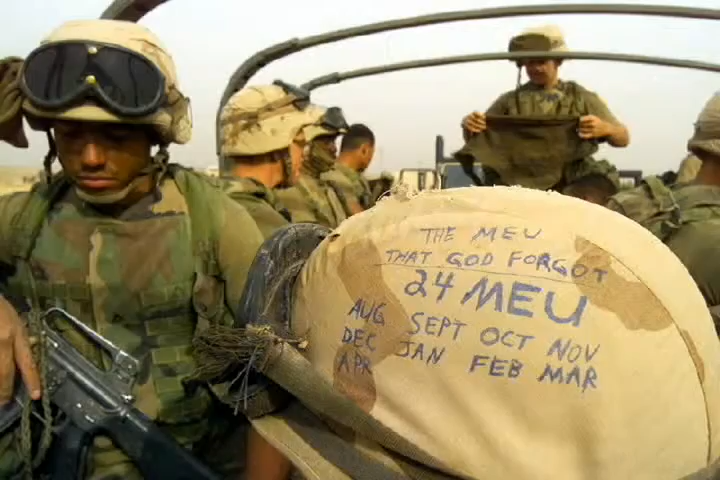 THE MEU
THAT GOD FORGOT
24 MEU
AUG SEPT OCT NOV
DEC JAN FEB MAR
APR